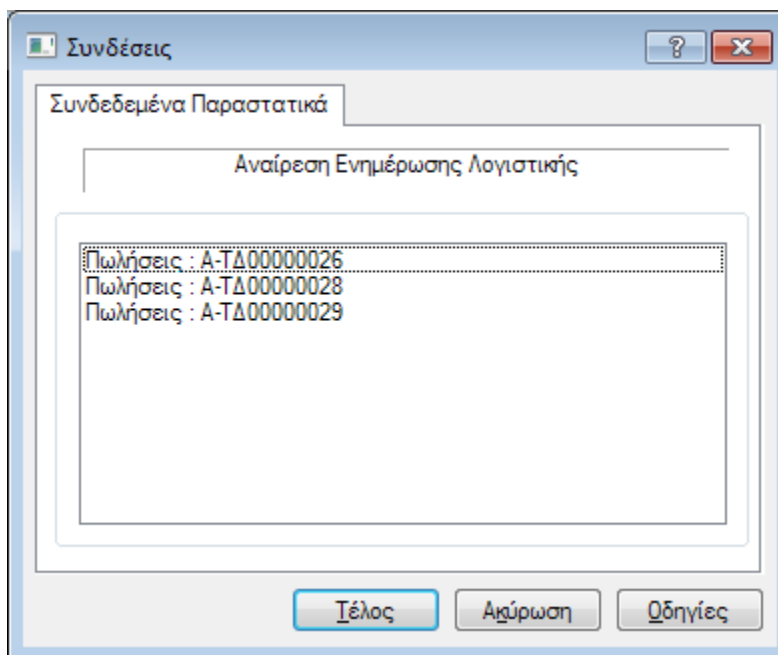 Συνδέσεις
Συνδεδεμένα Παραστατικά
Αναίρεση Ενημέρωσης Λογιστικής
Πωλήσεις : Α-ΤΔ00000026
Πωλήσεις : Α-ΤΔ00000028
Πωλήσεις : Α-ΤΔ00000029
Τέλος Ακύρωση Οδηγίες